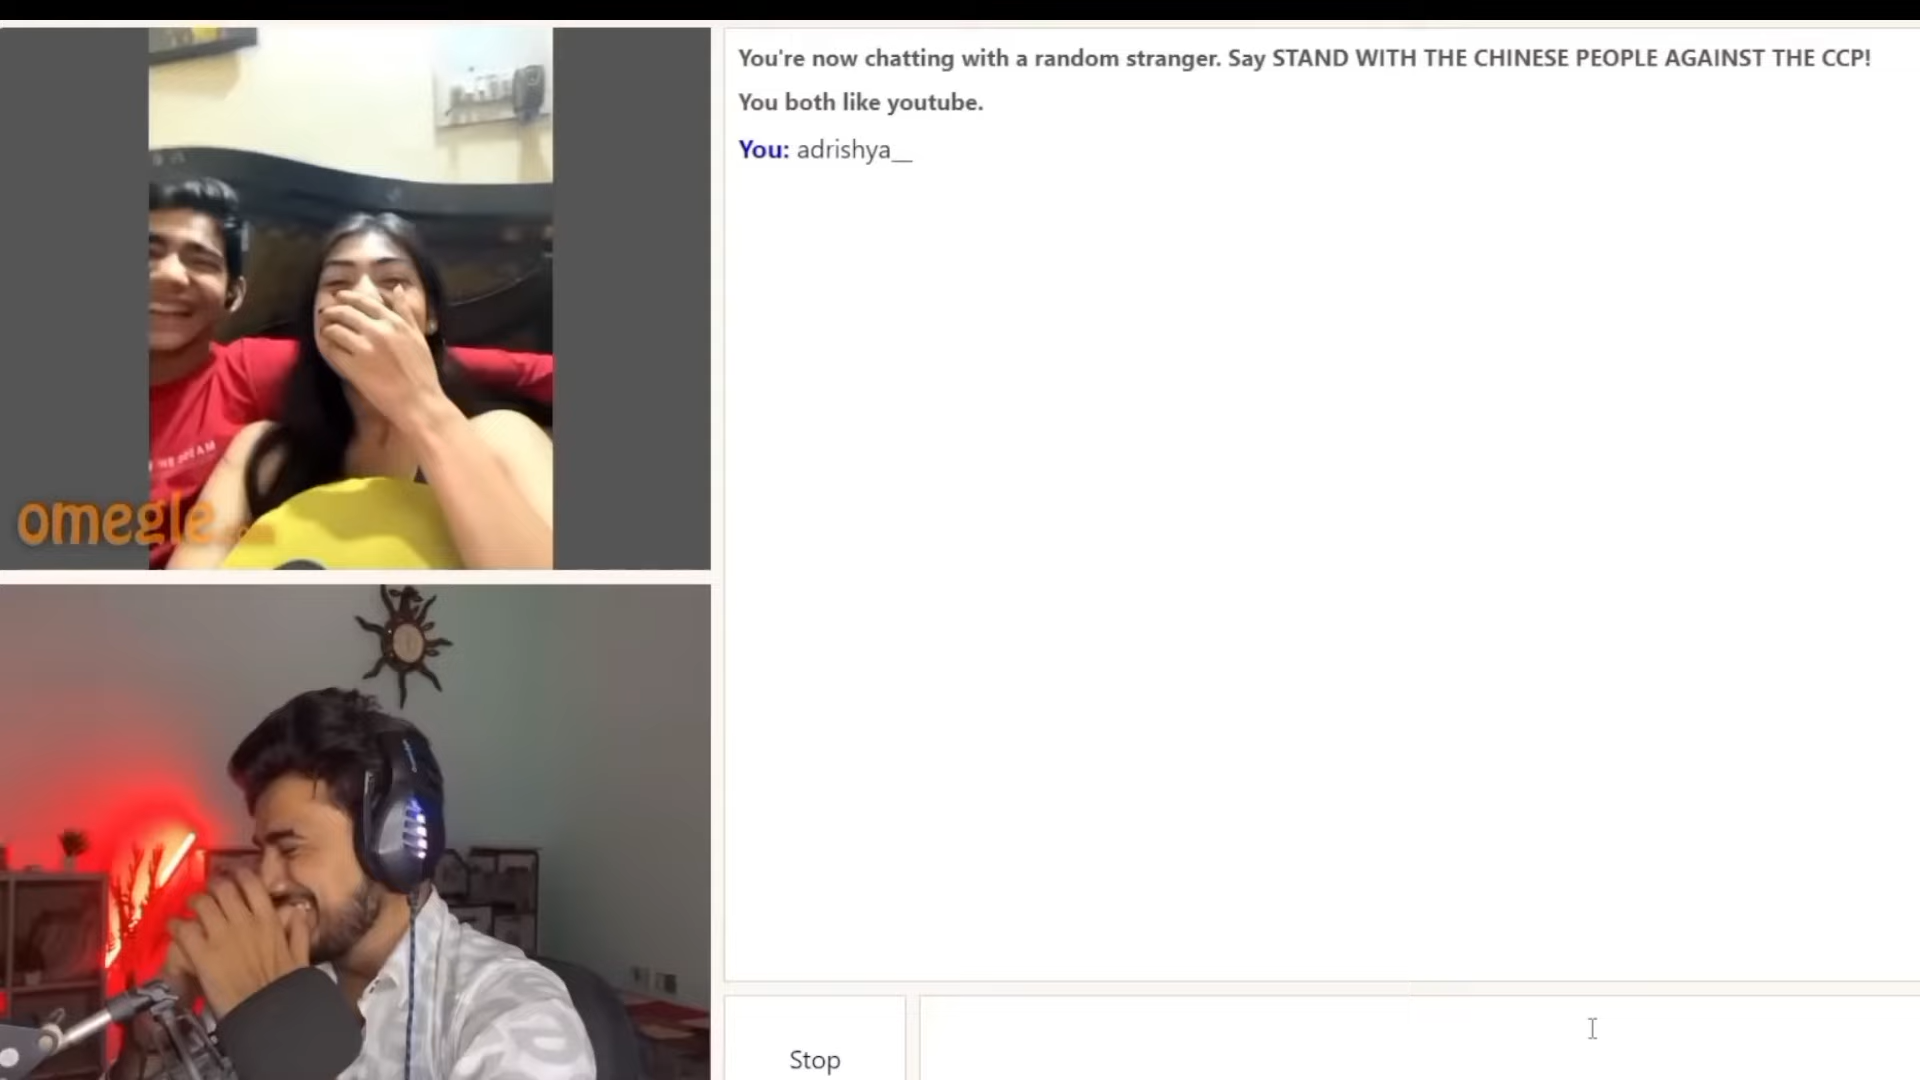 You're now chatting with a random stranger. Say STAND WITH THE CHINESE PEOPLE AGAINST THE CCP!
You both like youtube.
You: adrishya__
omegle
Stop